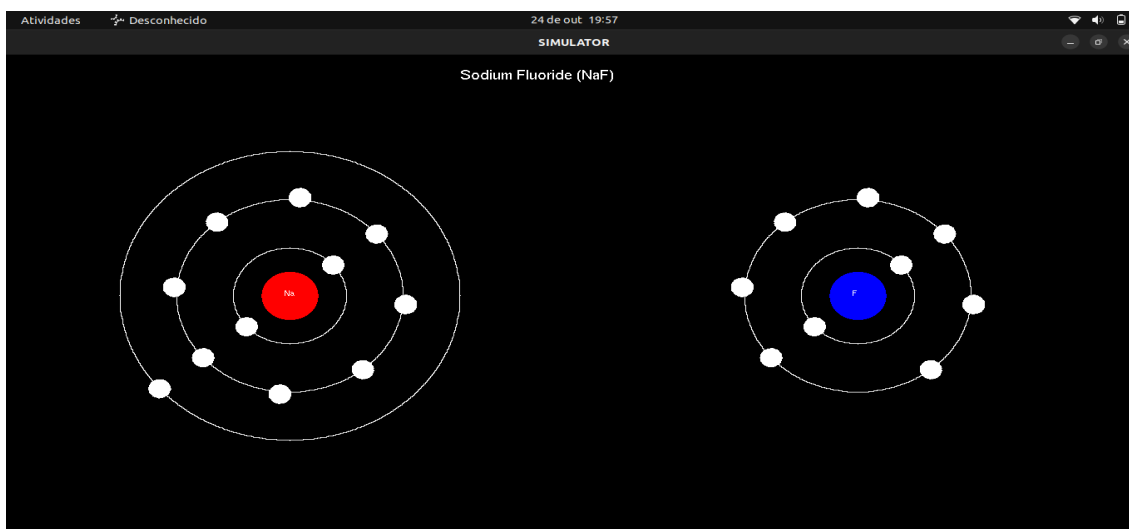 Atividades Desconhecido 24 de out 19:57
SIMULATOR
Sodium Fluoride (NaF)
Na F